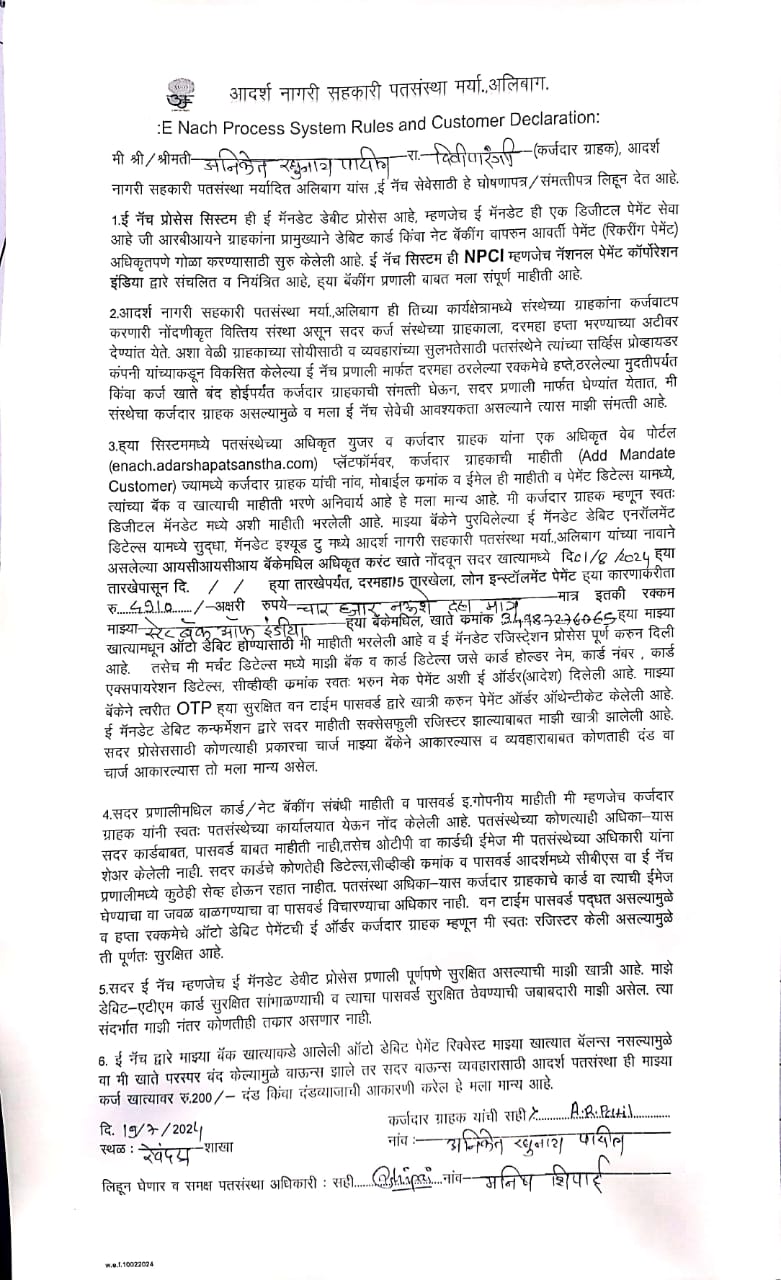 आदर्श नागरी सहकारी पतसंस्था मर्या.,अलिबाग.
:E Nach Process System Rules and Customer Declaration:
मी श्री/श्रीमती अनिकेत रघुनाथ पाटील रा. दिवीपारंगी (कर्जदार ग्राहक), आदर्श
नागरी सहकारी पतसंस्था मर्यादित अलिबाग यांस ,ई नॅच सेवेसाठी हे घोषणापत्र/संमत्तीपत्र लिहून देत आहे.
1.ई नॅच प्रोसेस सिस्टम ही ई मॅनडेट डेबीट प्रोसेस आहे, म्हणजेच ई मॅनडेट ही एक डिजीटल पेमेंट सेवा
आहे जी आरबीआयने ग्राहकांना प्रामुख्याने डेबिट कार्ड किंवा नेट बॅकींग वापरुन आवर्ती पेमेंट (रिकरींग पेमेंट)
अधिकृतपणे गोळा करण्यासाठी सुरु केलेली आहे. ई नॅच सिस्टम ही NPCI म्हणजेच नॅशनल पेमेंट कॉर्पोरेशन
इंडिया द्वारे संचलित व नियंत्रित आहे, ह्या बॅकींग प्रणाली बाबत मला संपूर्ण माहीती आहे.
2.आदर्श नागरी सहकारी पतसंस्था मर्या.,अलिबाग ही तिच्या कार्यक्षेत्रामध्ये संस्थेच्या ग्राहकांना कर्जवाटप
करणारी नोंदणीकृत वित्तिय संस्था असून सदर कर्ज संस्थेच्या ग्राहकाला, दरमहा हप्ता भरण्याच्या अटीवर
देण्यांत येते. अशा वेळी ग्राहकाच्या सोयीसाठी व व्यवहारांच्या सुलभतेसाठी पतसंस्थेने त्यांच्या सर्व्हिस प्रोव्हायडर
कंपनी यांच्याकडून विकसित केलेल्या ई नॅच प्रणाली मार्फत दरमहा ठरलेल्या रक्कमेचे हप्ते,ठरलेल्या मुदतीपर्यंत
किंवा कर्ज खाते बंद होईपर्यंत कर्जदार ग्राहकाची संमत्ती घेऊन, सदर प्रणाली मार्फत घेण्यांत येतात, मी
संस्थेचा कर्जदार ग्राहक असल्यामुळे व मला ई नॅच सेवेची आवश्यकता असल्याने त्यास माझी संमत्ती आहे.
3.ह्या सिस्टममध्ये पतसंस्थेच्या अधिकृत युजर व कर्जदार ग्राहक यांना एक अधिकृत वेब पोर्टल
(enach.adarshapatsanstha.com) प्लॅटफॉर्मवर, कर्जदार ग्राहकाची माहीती (Add Mandate
Customer) ज्यामध्ये कर्जदार ग्राहक यांची नांव, मोबाईल कमांक व ईमेल ही माहीती व पेमेंट डिटेल्स यामध्ये,
त्यांच्या बँक व खात्याची माहीती भरणे अनिवार्य आहे हे मला मान्य आहे. मी कर्जदार ग्राहक म्हणून स्वतः
डिजीटल मॅनडेट मध्ये अशी माहीती भरलेली आहे. माझ्या बॅकेने पुरविलेल्या ई मॅनडेट डेबिट एनरॉलमेंट
डिटेल्स यामध्ये सुद्धा, मॅनडेट इश्यूड टु मध्ये आदर्श नागरी सहकारी पतसंस्था मर्या.,अलिबाग यांच्या नावाने
असलेल्या आयसीआयसीआय बॅकेमधिल अधिकृत करंट खाते नोंदवून सदर खात्यामध्ये दि01/8/2024 ह्या
तारखेपासून दि. / / ह्या तारखेपर्यंत, दरमहा15 तारखेला, लोन इन्स्टॉलमेंट पेमेंट ह्या कारणाकरीता
रु....4910....../-अक्षरी रुपये चार हजार नऊशे दहा मात्र मात्र इतकी रक्कम
माझ्या स्टेट बँक ऑफ इंडीया ह्या बॅकेमधिल, खाते कमांक 34987276065 ह्या माझ्या
खात्यामधून ऑटो डेबिट होण्यासाठी मी माहीती भरलेली आहे व ई मॅनडेट रजिस्ट्रेशन प्रोसेस पूर्ण करुन दिली
आहे. तसेच मी मर्चंट डिटेल्स मध्ये माझी बॅक व कार्ड डिटेल्स जसे कार्ड होल्डर नेम, कार्ड नंबर , कार्ड
एक्सपायरेशन डिटेल्स, सीव्हीव्ही कमांक स्वतः भरुन मेक पेमेंट अशी ई ऑर्डर(आदेश) दिलेली आहे. माझ्या
बॅकेने त्वरीत OTP ह्या सुरक्षित वन टाईम पासवर्ड द्वारे खात्री करुन पेमेंट ऑर्डर ऑथेन्टीकेट केलेली आहे.
ई मॅनडेट डेबिट कन्फर्मेशन द्वारे सदर माहीती सक्सेसफुली रजिस्टर झाल्याबाबत माझी खात्री झालेली आहे.
सदर प्रोसेससाठी कोणत्याही प्रकारचा चार्ज माझ्या बॅकेने आकारल्यास व व्यवहाराबाबत कोणताही दंड वा
चार्ज आकारल्यास तो मला मान्य असेल.
4.सदर प्रणालीमधिल कार्ड/नेट बॅकींग संबंधी माहीती व पासवर्ड इ.गोपनीय माहीती मी म्हणजेच कर्जदार
ग्राहक यांनी स्वतः पतसंस्थेच्या कार्यालयात येऊन नोंद केलेली आहे. पतसंस्थेच्या कोणत्याही अधिका–यास
सदर कार्डबाबत, पासवर्ड बाबत माहीती नाही,तसेच ओटीपी वा कार्डची ईमेज मी पतसंस्थेच्या अधिकारी यांना
शेअर केलेली नाही. सदर कार्डचे कोणतेही डिटेल्स,सीव्हीव्ही कमांक व पासवर्ड आदर्शमध्ये सीबीएस वा ई नॅच
प्रणालीमध्ये कुठेही सेव्ह होऊन रहात नाहीत. पतसंस्था अधिका–यास कर्जदार ग्राहकाचे कार्ड वा त्याची ईमेज
घेण्याचा वा जवळ बाळगण्याचा वा पासवर्ड विचारण्याचा अधिकार नाही. वन टाईम पासवर्ड पद्धत असल्यामुळे
व हप्ता रक्कमेचे ऑटो डेबिट पेमेंटची ई ऑर्डर कर्जदार ग्राहक म्हणून मी स्वतः रजिस्टर केली असल्यामुळे
ती पूर्णतः सुरक्षित आहे.
5.सदर ई नॅच म्हणजेच ई मॅनडेट डेवीट प्रोसेस प्रणाली पूर्णपणे सुरक्षित असल्याची माझी खात्री आहे. माझे
डेबिट–एटीएम कार्ड सुरक्षित सांभाळण्याची व त्याचा पासवर्ड सुरक्षित ठेवण्याची जबाबदारी माझी असेल. त्या
संदर्भात माझी नंतर कोणतीही तकार असणार नाही.
6. ई नॅच द्वारे माझ्या बॅक खात्याकडे आलेली ऑटो डेबिट पेमेंट रिक्वेस्ट माझ्या खात्यात बॅलन्स नसल्यामुळे
वा मी खाते परस्पर बंद केल्यामुळे वाऊन्स झाले तर सदर वाऊन्स व्यवहारासाठी आदर्श पतसंस्था ही माझ्या
कर्ज खात्यावर रु.200/– दंड किंवा दंडव्याजाची आकारणी करेल हे मला मान्य आहे.
दि. 19/7/2024
कर्जदार ग्राहक यांची सही/:.......... A.R.Patil...........
स्थळ : रेवदंडा शाखा
नांव :- अनिकेत रघुनाथ पाटील
लिहून घेणार व समक्ष पतसंस्था अधिकारी : सही............नांव- मनिष शिपाई
w.e.f.10022024